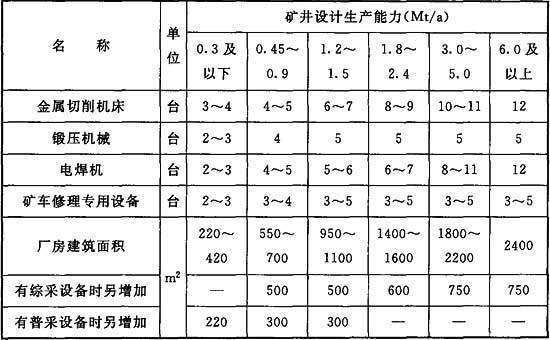 名 称 单位 矿井设计生产能力(Mt/a)
0.3及以下 0.45～0.9 1.2～1.5 1.8～2.4 3.0～5.0 6.0及以上
金属切削机床 台 3～4 4～5 6～7 8～9 10～11 12
锻压机械 台 2～3 4 5 5 5 5
电焊机 台 2～3 4～5 5～6 6～7 8～11 12
矿车修理专用设备 台 2～3 3～4 3～5 3～5 3～5 3～5
厂房建筑面积 m² 220～420 550～700 950～1100 1400～1600 1800～2200 2400
有综采设备时另增加 — 500 500 600 750 750
有普采设备时另增加 220 300 300 — — —